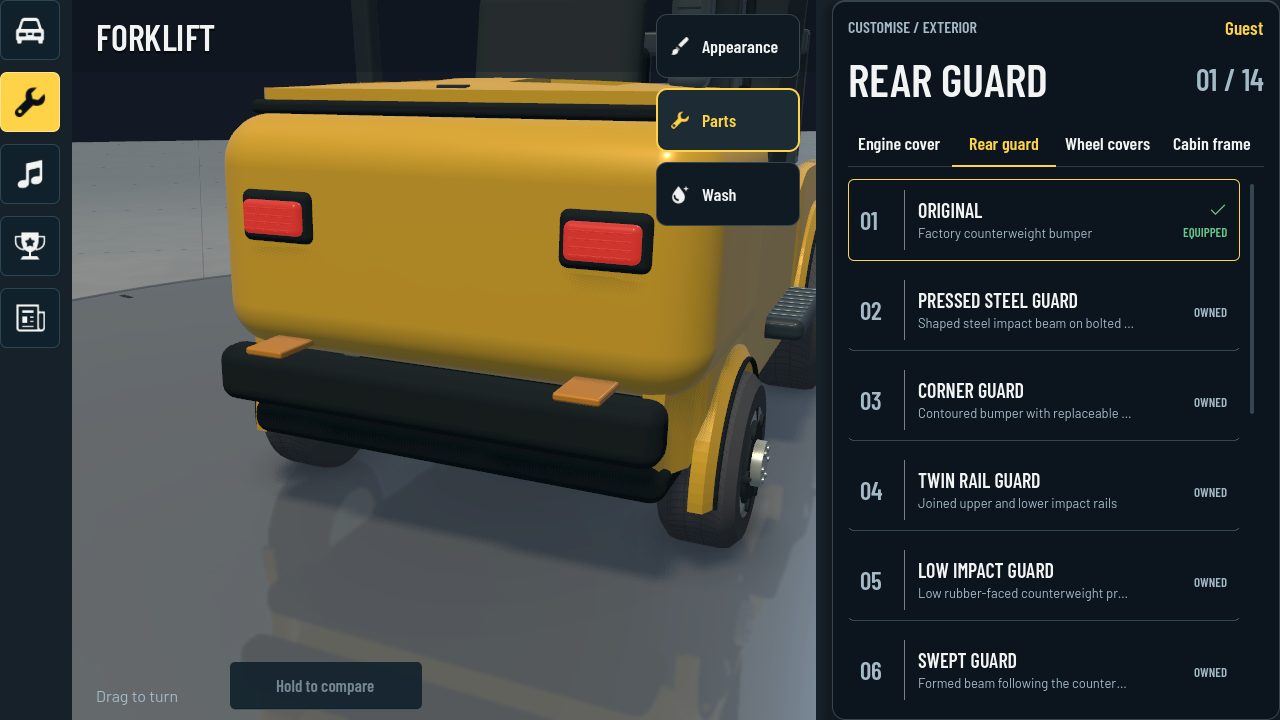 FORKLIFT
Appearance
Parts
Wash
Drag to turn
Hold to compare
CUSTOMISE / EXTERIOR
Guest
REAR GUARD
01 / 14
Engine cover
Rear guard
Wheel covers
Cabin frame
01
ORIGINAL
Factory counterweight bumper
EQUIPPED
02
PRESSED STEEL GUARD
Shaped steel impact beam on bolted ...
OWNED
03
CORNER GUARD
Contoured bumper with replaceable ...
OWNED
04
TWIN RAIL GUARD
Joined upper and lower impact rails
OWNED
05
LOW IMPACT GUARD
Low rubber-faced counterweight pr...
OWNED
06
SWEPT GUARD
Formed beam following the counter...
OWNED